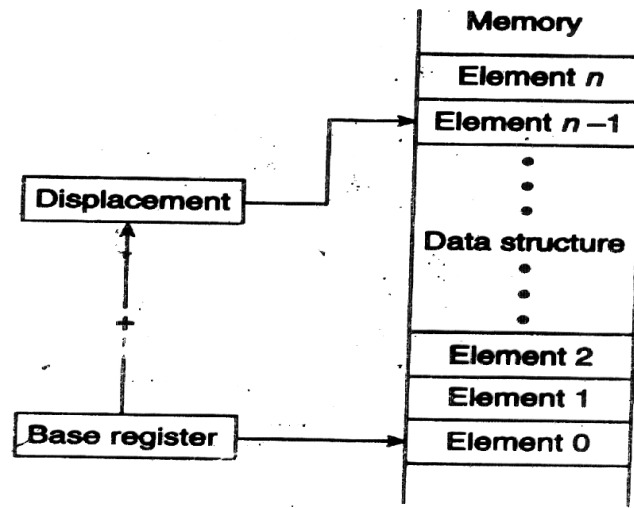 Memory
Element n
Element n–1
Displacement
Data structure
+
Element 2
Element 1
Base register
Element 0